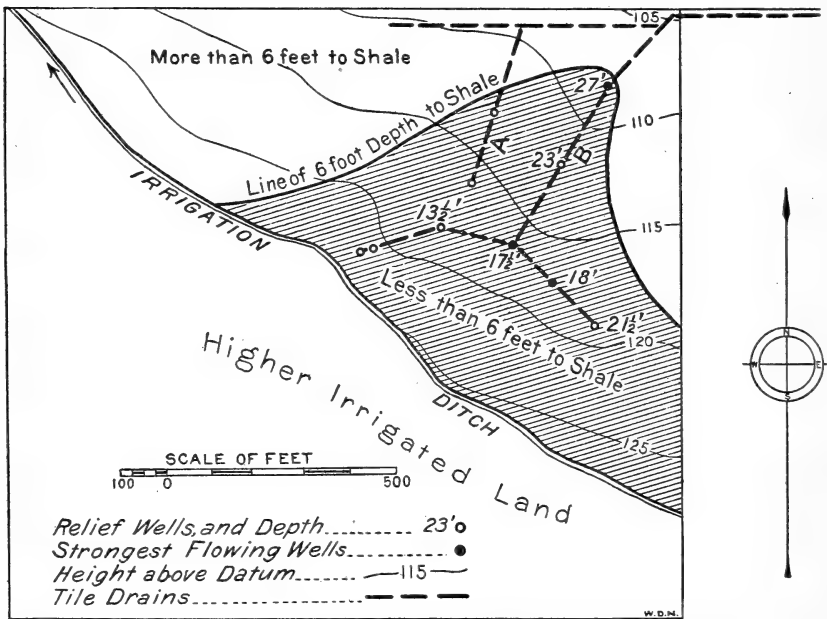 105
More than 6 feet to Shale
27'
110
Line of 6 foot Depth to Shale
A
B
23'
IRRIGATION
13½'
115
17½'
18'
Less than 6 feet to Shale
21½'
120
Higher Irrigated Land
DITCH
125
N
W E
S
SCALE OF FEET
100 0 500
Relief Wells, and Depth 23'
Strongest Flowing Wells
Height above Datum 115
Tile Drains
W.D.N.